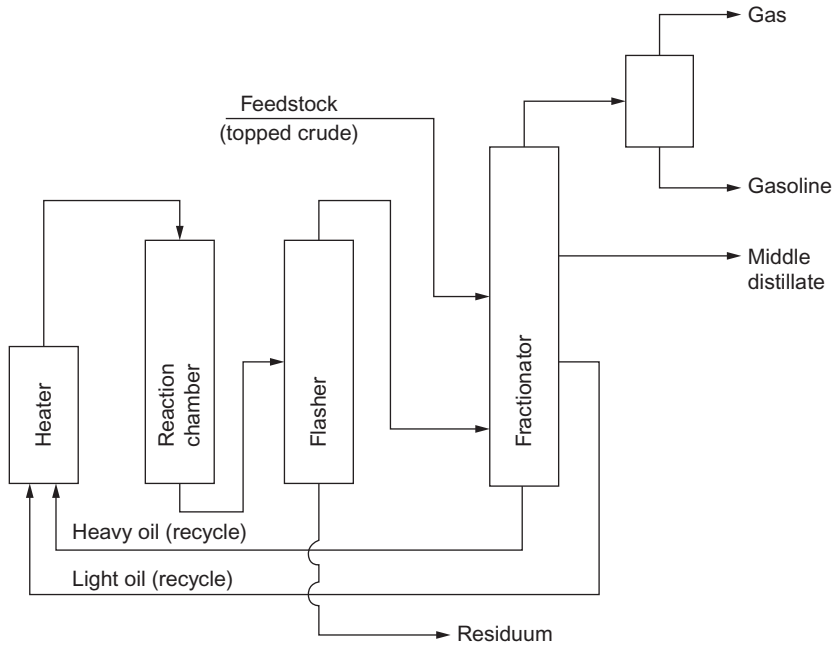 Gas
Feedstock
(topped crude)
Gasoline
Middle
distillate
Heater
Reaction
chamber
Flasher
Fractionator
Heavy oil (recycle)
Light oil (recycle)
Residuum